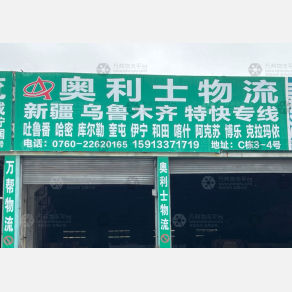 奥利士物流
新疆 乌鲁木齐 特快专线
吐鲁番 哈密 库尔勒 奎屯 伊宁 和田 喀什 阿克苏 博乐 克拉玛依
电话：0760-22620165 15913371719 地址：C栋3-4号
万帮物流
奥利士物流